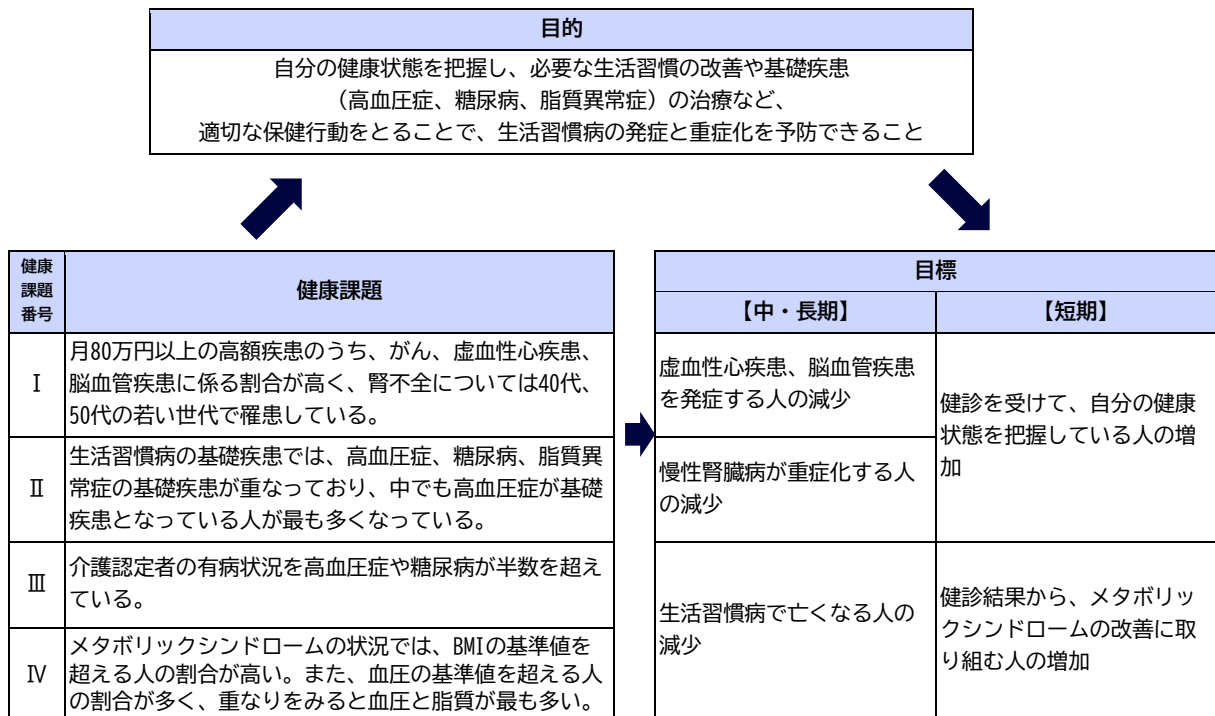 目的
自分の健康状態を把握し、必要な生活習慣の改善や基礎疾患
（高血圧症、糖尿病、脂質異常症）の治療など、
適切な保健行動をとることで、生活習慣病の発症と重症化を予防できること
健康
課題
番号
健康課題
Ⅰ
月80万円以上の高額疾患のうち、がん、虚血性心疾患、
脳血管疾患に係る割合が高く、腎不全については40代、
50代の若い世代で罹患している。
Ⅱ
生活習慣病の基礎疾患では、高血圧症、糖尿病、脂質異
常症の基礎疾患が重なっており、中でも高血圧症が基礎
疾患となっている人が最も多くなっている。
Ⅲ
介護認定者の有病状況を高血圧症や糖尿病が半数を超え
ている。
Ⅳ
メタボリックシンドロームの状況では、BMIの基準値を
超える人の割合が高い。また、血圧の基準値を超える人
の割合が多く、重なりをみると血圧と脂質が最も多い。
目標
【中・長期】
【短期】
虚血性心疾患、脳血管疾患
を発症する人の減少
慢性腎臓病が重症化する人
の減少
生活習慣病で亡くなる人の
減少
健診を受けて、自分の健康
状態を把握している人の増
加
健診結果から、メタボリッ
クシンドロームの改善に取
り組む人の増加